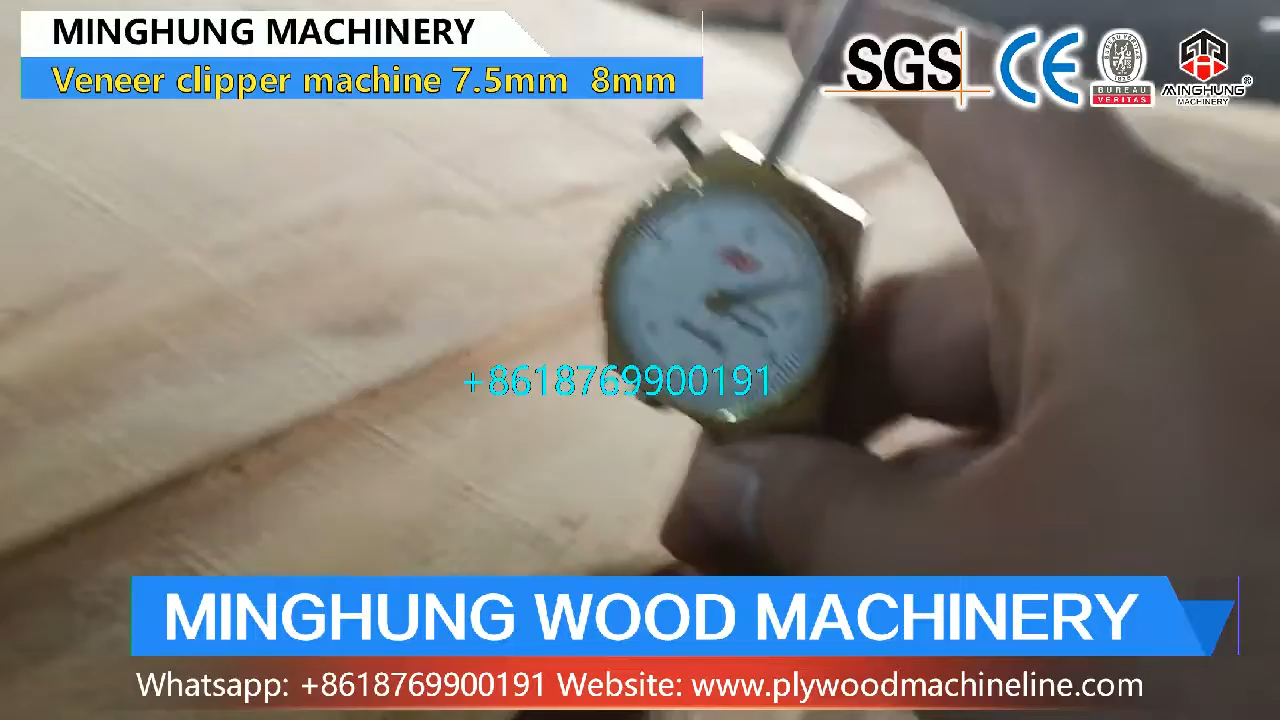 MINGHUNG MACHINERY
Veneer clipper machine 7.5mm 8mm
SGS CE
BUREAU
VERITAS
MINGHUNG ®
MACHINERY
+8618769900191
MINGHUNG WOOD MACHINERY
Whatsapp: +8618769900191 Website: www.plywoodmachineline.com